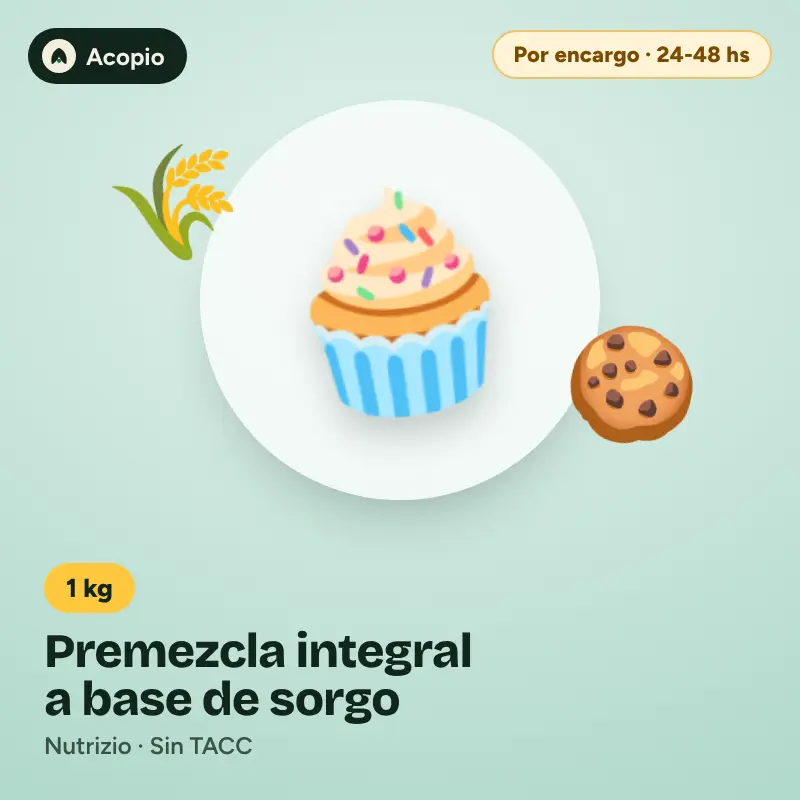 Acopio
Por encargo · 24-48 hs
1 kg
Premezcla integral
a base de sorgo
Nutrizio · Sin TACC